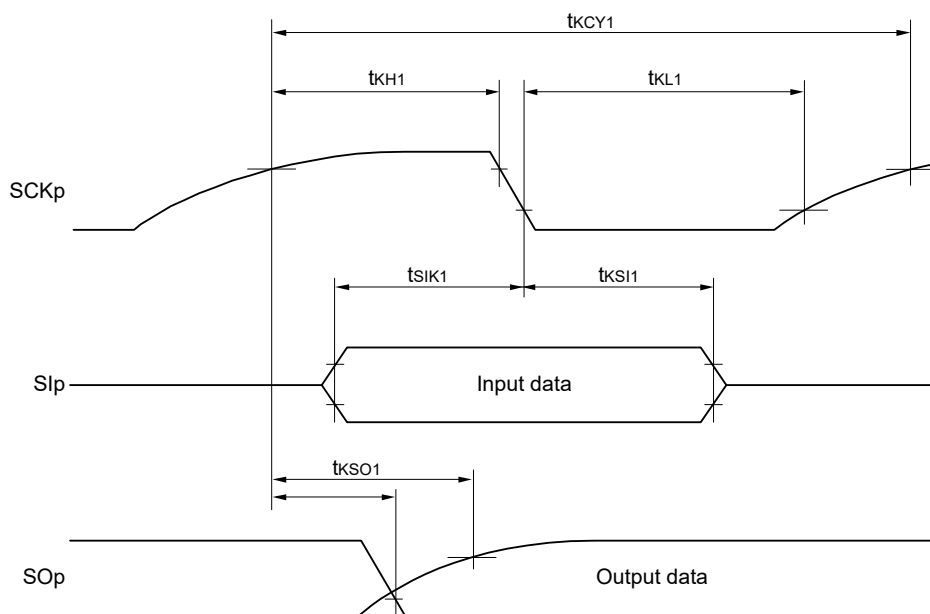 tKCY1
tKH1
tKL1
SCKp
tSIK1
tKSI1
SIp
Input data
tKSO1
SOp
Output data